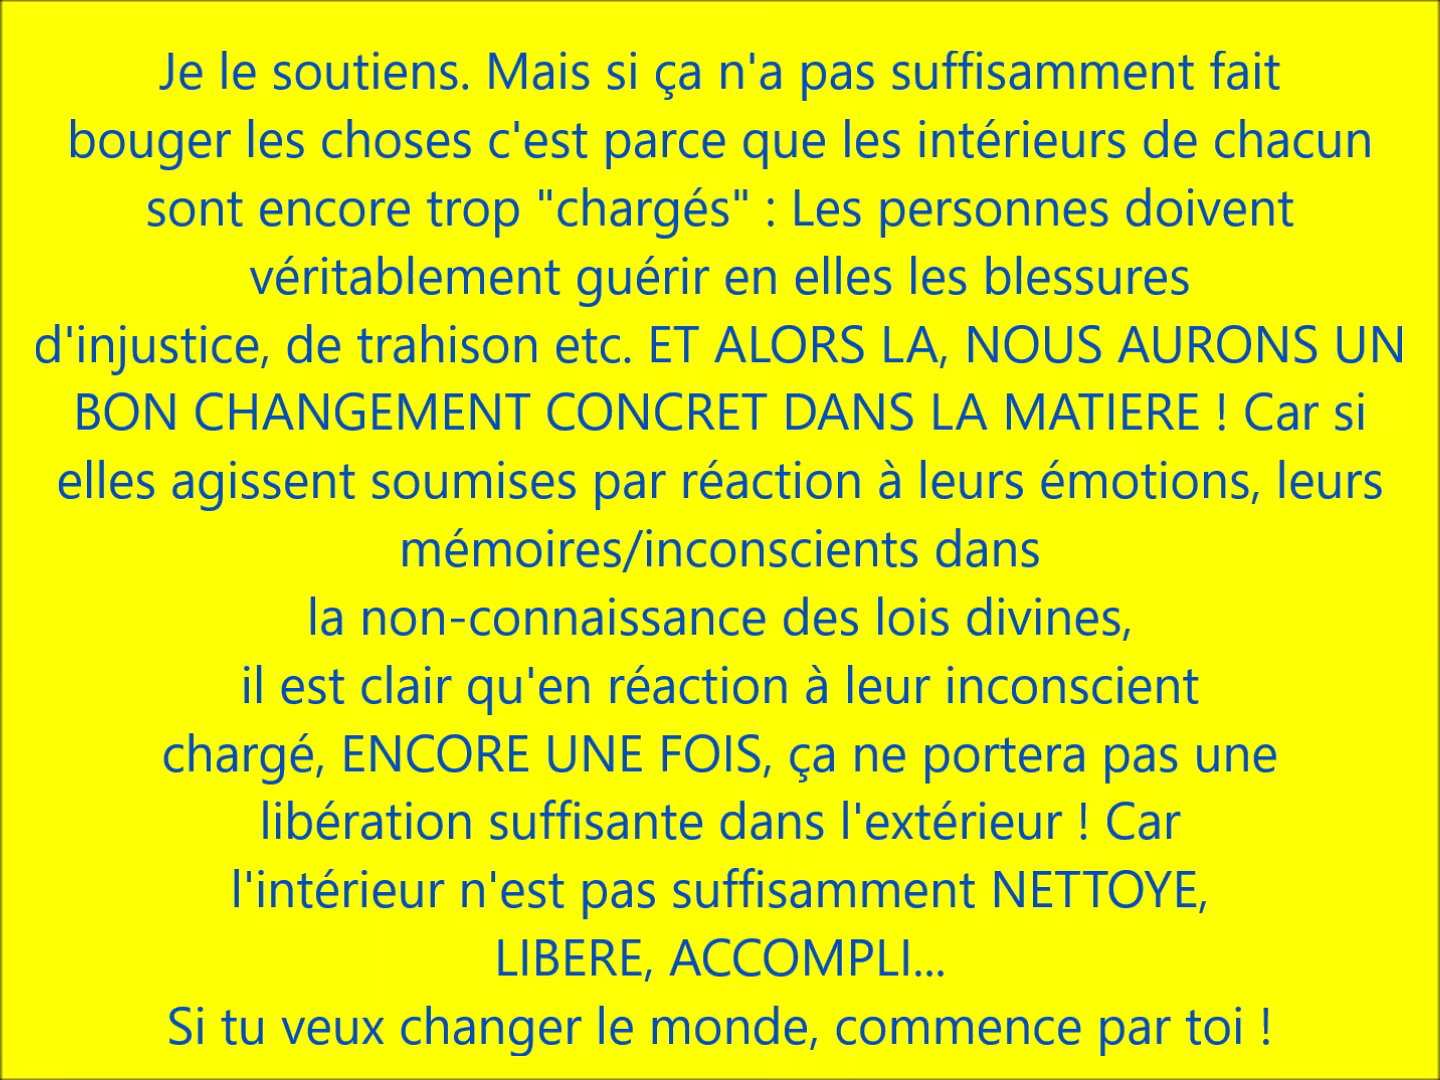 Je le soutiens. Mais si ça n'a pas suffisamment fait
bouger les choses c'est parce que les intérieurs de chacun
sont encore trop "chargés" : Les personnes doivent
véritablement guérir en elles les blessures
d'injustice, de trahison etc. ET ALORS LA, NOUS AURONS UN
BON CHANGEMENT CONCRET DANS LA MATIERE ! Car si
elles agissent soumises par réaction à leurs émotions, leurs
mémoires/inconscients dans
la non-connaissance des lois divines,
il est clair qu'en réaction à leur inconscient
chargé, ENCORE UNE FOIS, ça ne portera pas une
libération suffisante dans l'extérieur ! Car
l'intérieur n'est pas suffisamment NETTOYE,
LIBERE, ACCOMPLI...
Si tu veux changer le monde, commence par toi !